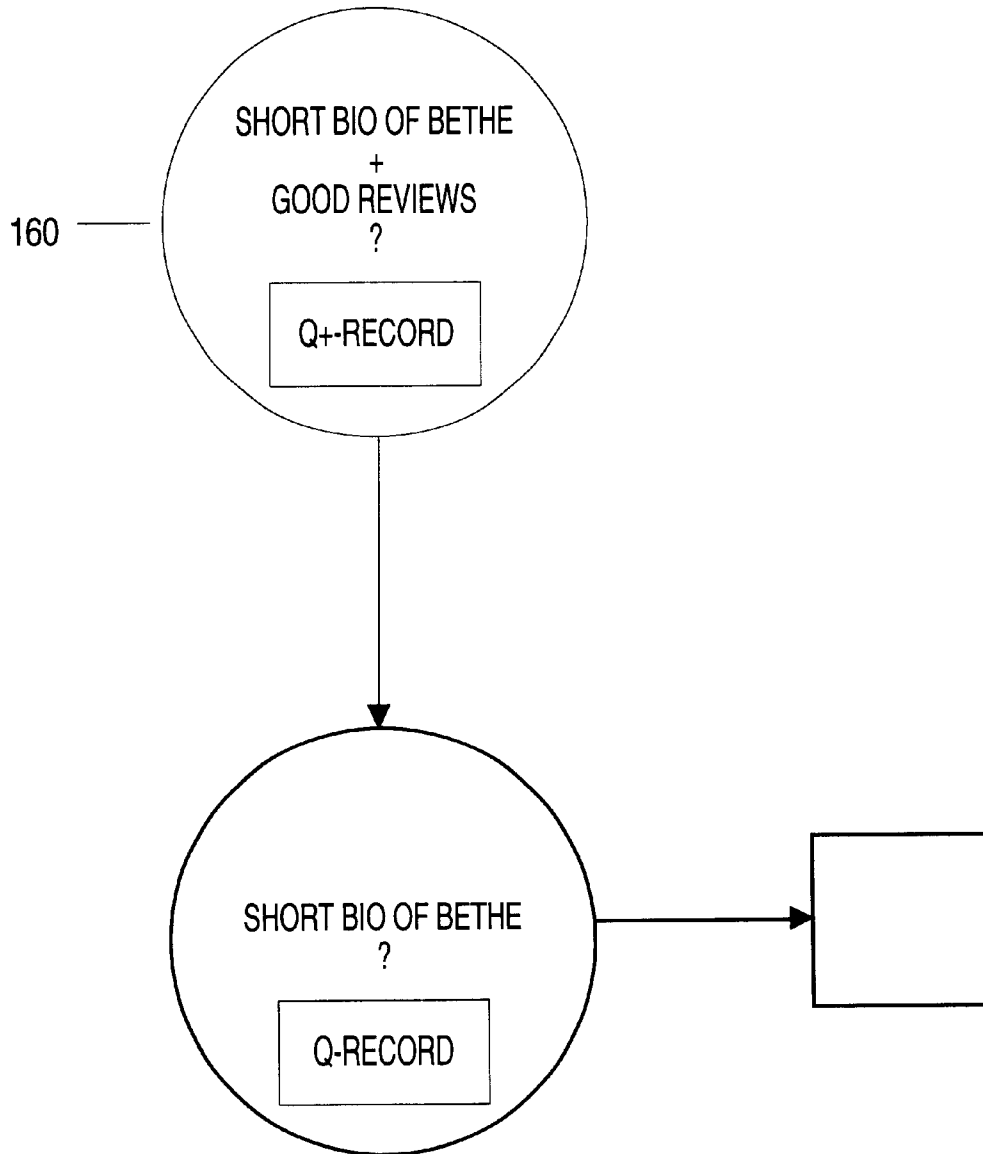 SHORT BIO OF BETHE
+
GOOD REVIEWS
?
160
Q+-RECORD
SHORT BIO OF BETHE
?
Q-RECORD